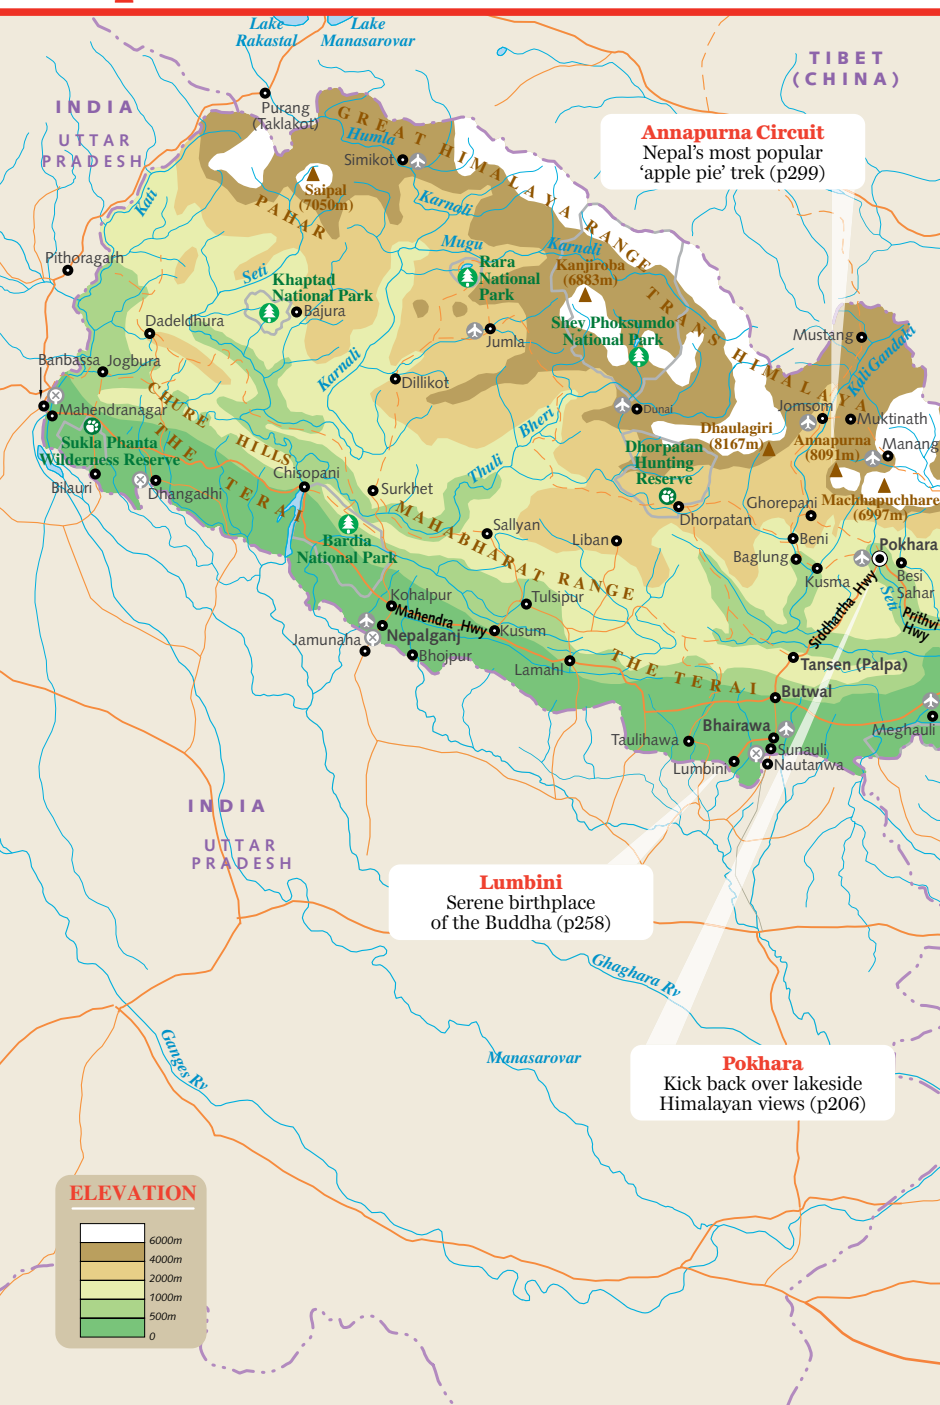 Lake
Rakastal
Lake
Manasarovar
TIBET
(CHINA)
INDIA
UTTAR
PRADESH
Purang
(Taklakot)
GREAT HIMALAYA RANGE
Humla
Simikot
Annapurna Circuit
Nepal's most popular
‘apple pie’ trek (p299)
Saipal
(7050m)
Kati
PAHAR
Karnali
Mugu
Karnali
Pithoragarh
Seti
Khaptad
National Park
Bajura
Rara
National
Park
Kanjiroba
(6883m)
TRANS HIMALAYA
Dadeldhura
Jumla
Shey Phoksumdo
National Park
Mustang
Kali Gandaki
Banbassa
Jogbura
Karnali
Dillikot
Mahendranagar
CHURE HILLS
Dunai
Jomsom
Muktinath
Sukla Phanta
Wilderness Reserve
Bheri
Dhaulagiri
(8167m)
Annapurna
(8091m)
Manang
Dhorpatan
Hunting
Reserve
Bilauri
Dhangadhi
THE TERAI
Chisopani
Surkhet
Thuli
Machhapuchhare
(6997m)
Ghorepani
Dhorpatan
MAHABHARAT RANGE
Sallyan
Liban
Beni
Bardia
National Park
Baglung
Pokhara
Kusma
Besi
Sahar
Seti
Kohalpur
Tulsipur
Siddhartha Hwy
Prithvi
Hwy
Mahendra Hwy
Kusum
Jamunaha
Nepalganj
Bhojpur
Lamahi
THE TERAI
Tansen (Palpa)
Butwal
Bhairawa
Meghauli
Taulihawa
Sunauli
Lumbini
Nautanwa
INDIA
UTTAR
PRADESH
Lumbini
Serene birthplace
of the Buddha (p258)
Ghaghara Rv
Ganges Rv
Manasarovar
Pokhara
Kick back over lakeside
Himalayan views (p206)
ELEVATION
6000m
4000m
2000m
1000m
500m
0